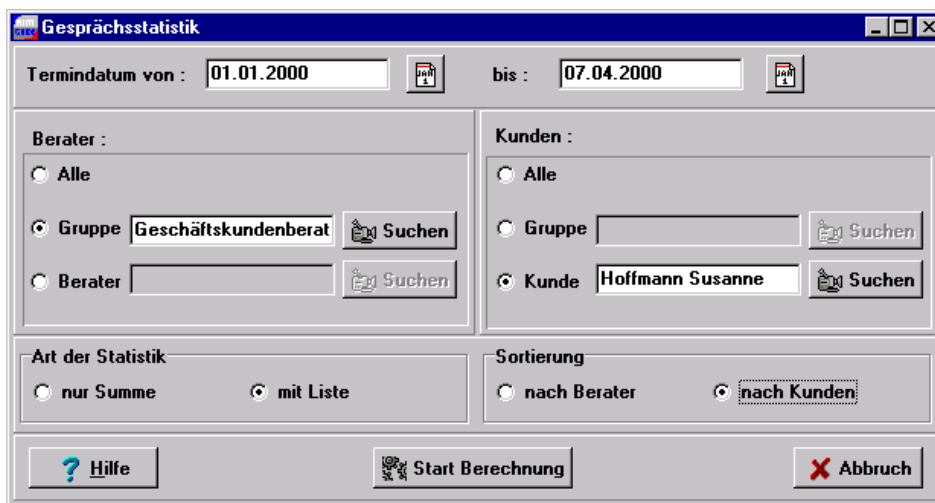 Gesprächsstatistik
Termindatum von : 01.01.2000 bis : 07.04.2000
Berater :
Alle
Gruppe Geschäftskundenberat Suchen
Berater Suchen
Kunden :
Alle
Gruppe Suchen
Kunde Hoffmann Susanne Suchen
Art der Statistik
nur Summe mit Liste
Sortierung
nach Berater nach Kunden
Hilfe Start Berechnung Abbruch